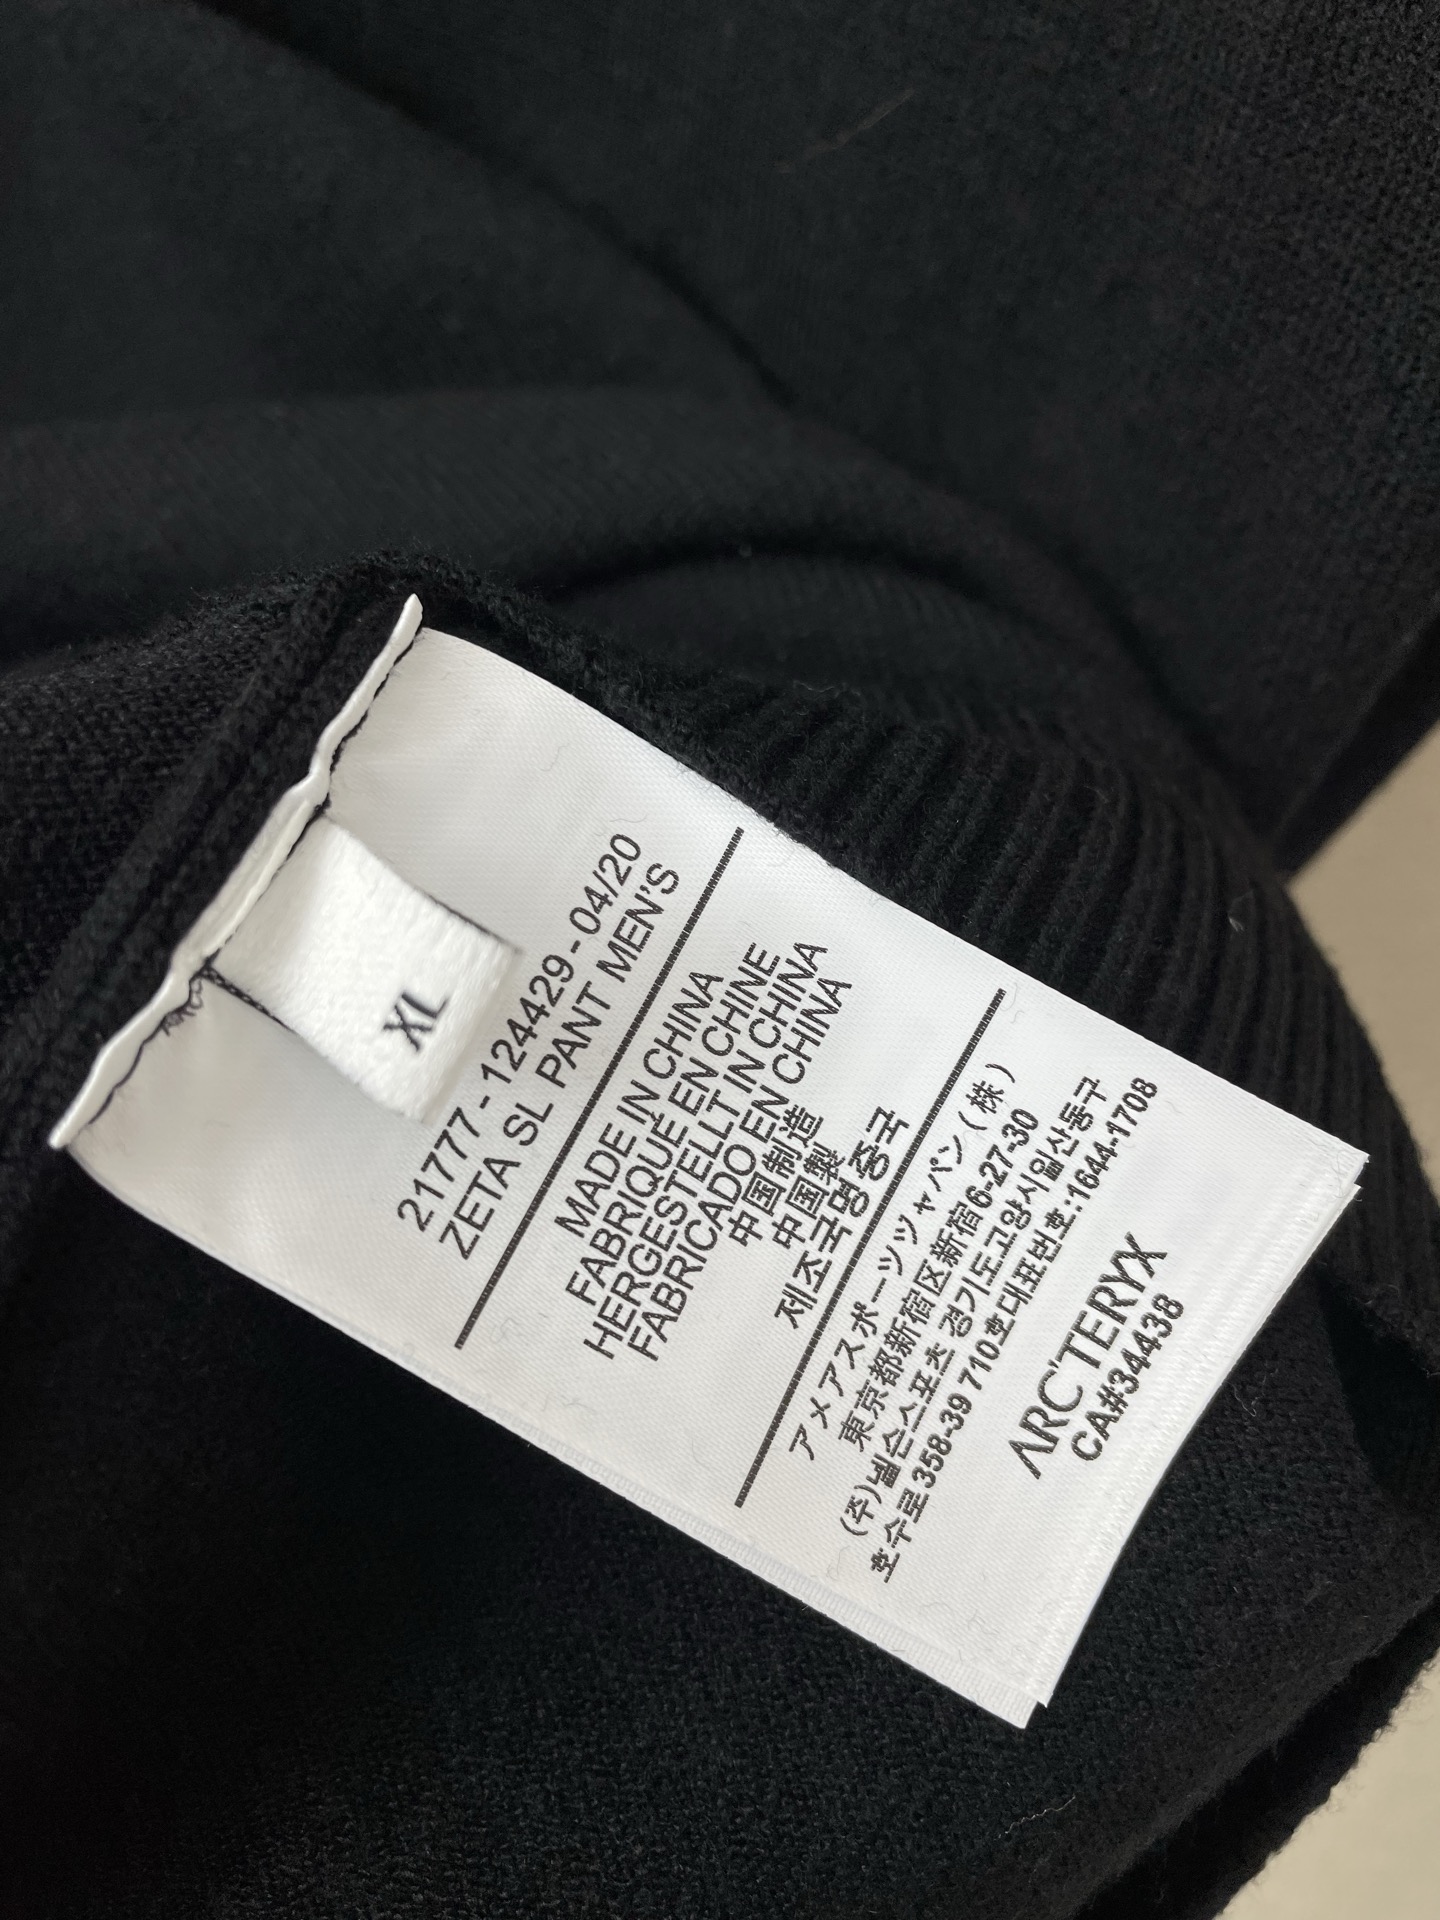 XL
21777-124429-04/20
ZETA SL PANT MEN'S
MADE IN CHINA
FABRIQUÉ EN CHINE
HERGESTELLT IN CHINA
FABRICADO EN CHINA
中国制造
中国製
제조국명중국
アメアスポーツツジャパン(株)
東京都新宿区新宿6-27-30
(주)넬슨스포츠 경기도고양시일산동구
호수로358-39 710호대표번호:1644-1708
ARC'TERYX
CA#34438